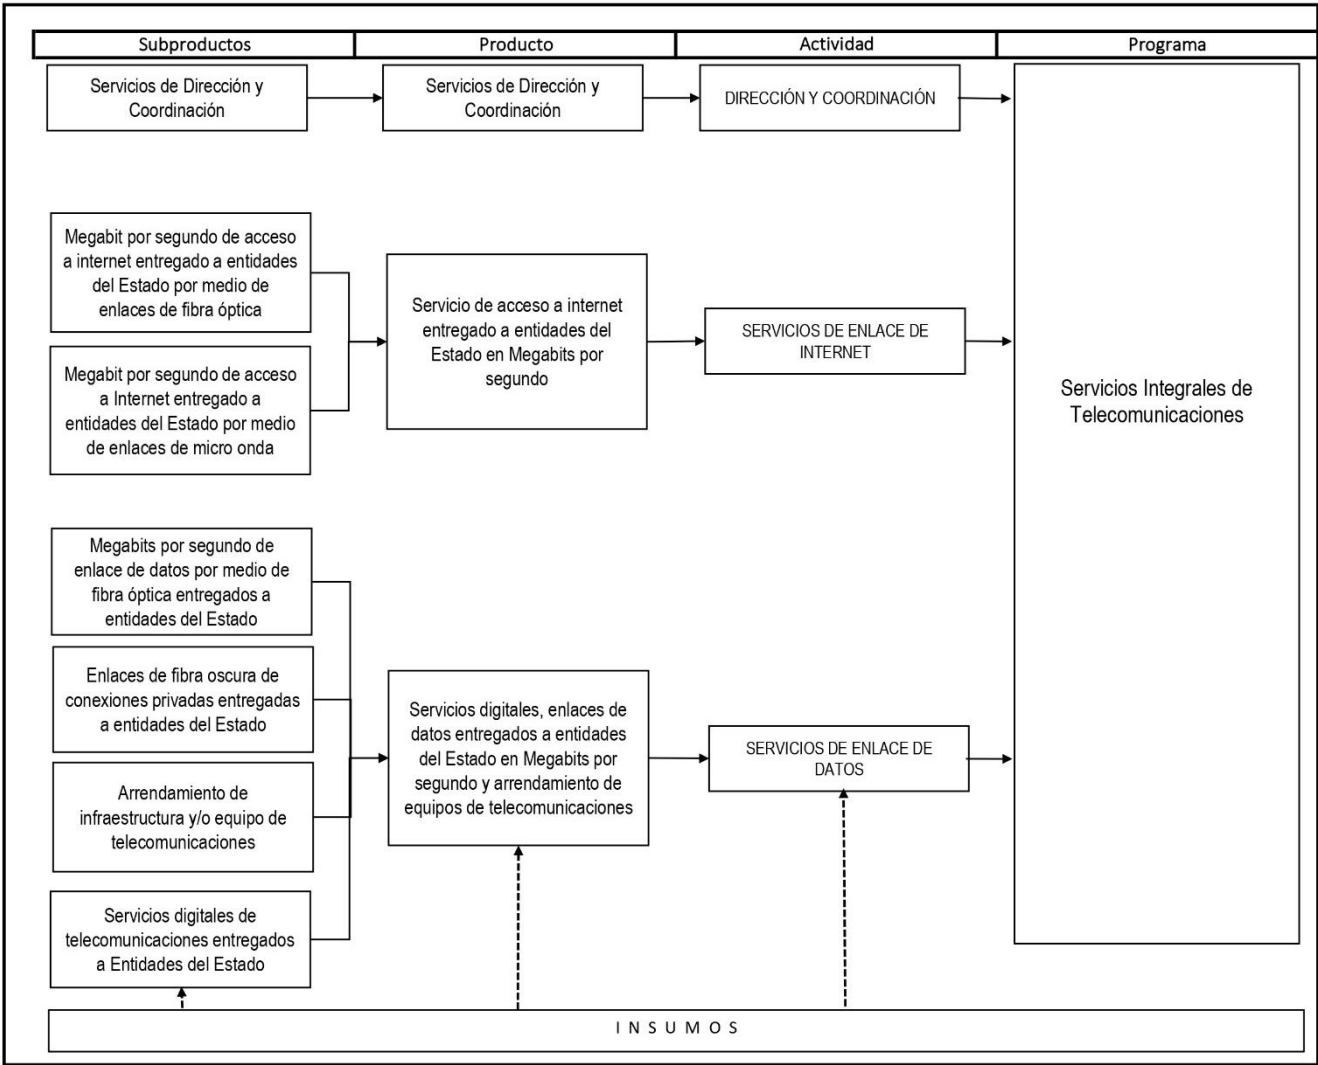 Subproductos
Producto
Actividad
Programa
Servicios de Dirección y
Coordinación
Servicios de Dirección y
Coordinación
DIRECCIÓN Y COORDINACIÓN
Megabit por segundo de acceso
a internet entregado a entidades
del Estado por medio de
enlaces de fibra óptica
Megabit por segundo de acceso
a Internet entregado a
entidades del Estado por medio
de enlaces de micro onda
Servicio de acceso a internet
entregado a entidades del
Estado en Megabits por
segundo
SERVICIOS DE ENLACE DE
INTERNET
Servicios Integrales de
Telecomunicaciones
Megabits por segundo de
enlace de datos por medio de
fibra óptica entregados a
entidades del Estado
Enlaces de fibra oscura de
conexiones privadas entregadas
a entidades del Estado
Arrendamiento de
infraestructura y/o equipo de
telecomunicaciones
Servicios digitales de
telecomunicaciones entregados
a Entidades del Estado
Servicios digitales, enlaces de
datos entregados a entidades
del Estado en Megabits por
segundo y arrendamiento de
equipos de telecomunicaciones
SERVICIOS DE ENLACE DE
DATOS
INSUMOS